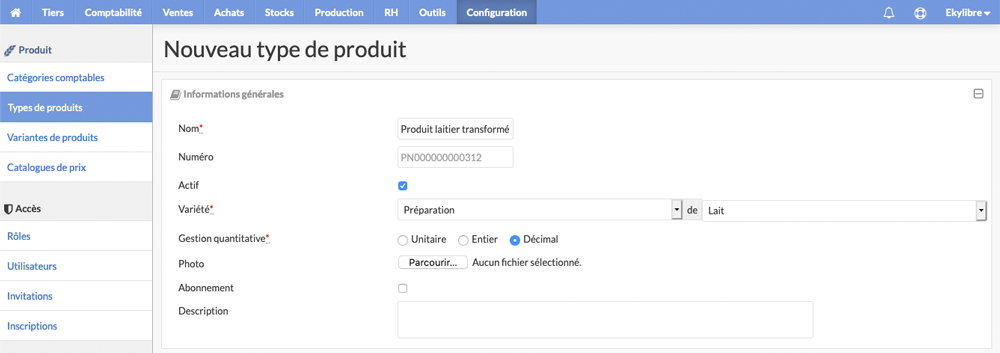 Tiers Comptabilité Ventes Achats Stocks Production RH Outils Configuration Ekylibre
Produit
Catégories comptables
Types de produits
Variantes de produits
Catalogues de prix
Accès
Rôles
Utilisateurs
Invitations
Inscriptions
Nouveau type de produit
Informations générales
Nom* Produit laitier transformé
Numéro PN000000000312
Actif
Variété* Préparation de Lait
Gestion quantitative* Unitaire Entier Décimal
Photo Parcourir... Aucun fichier sélectionné.
Abonnement
Description